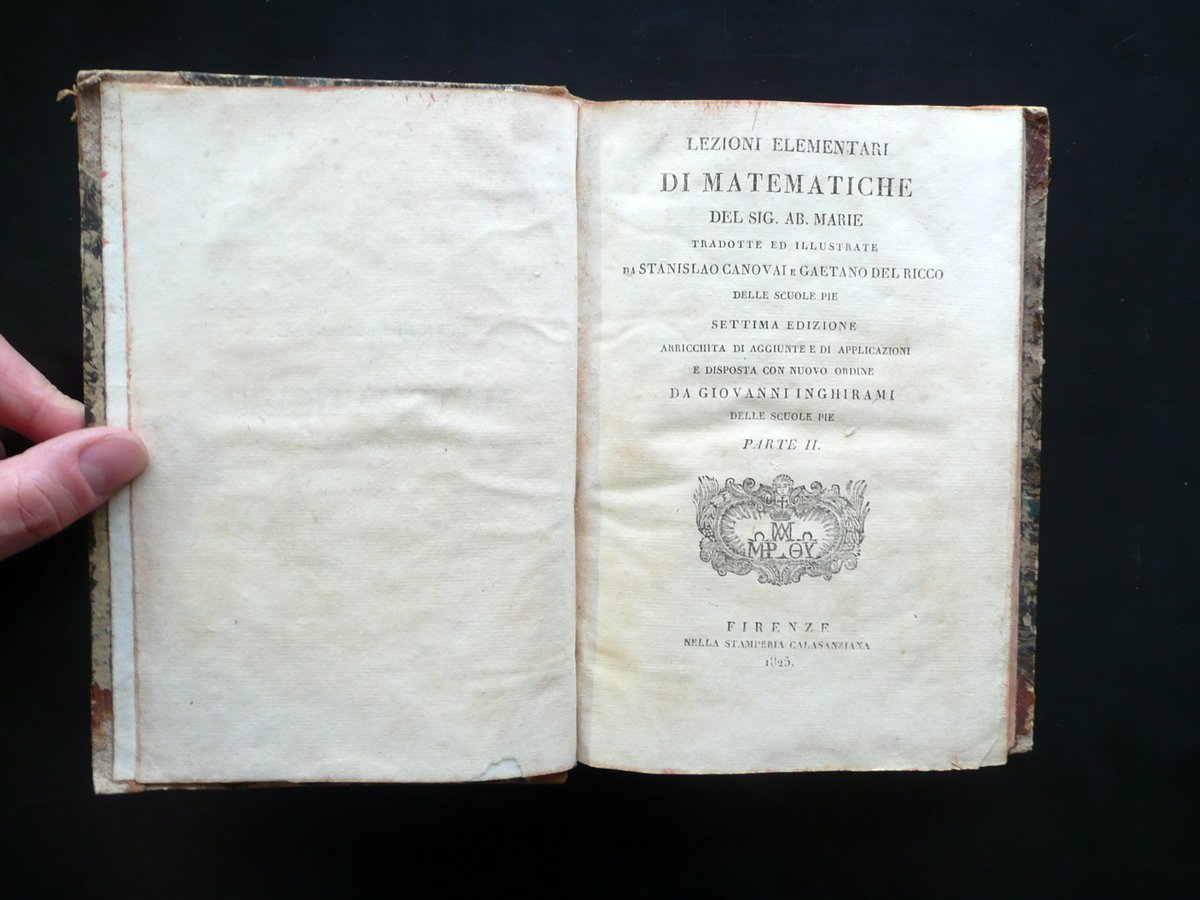 LEZIONI ELEMENTARI
DI MATEMATICHE
DEL SIG. AB. MARIE
TRADOTTE ED ILLUSTRATE
DA STANISLAO CANOVAI E GAETANO DEL RICCO
DELLE SCUOLE PIE
SETTIMA EDIZIONE
ARRICCHITA DI AGGIUNTE E DI APPLICAZIONI
E DISPOSTA CON NUOVO ORDINE
DA GIOVANNI INGHIRAMI
DELLE SCUOLE PIE
PARTE II.
MP ΘΥ
FIRENZE
NELLA STAMPERIA CALASANZIANA